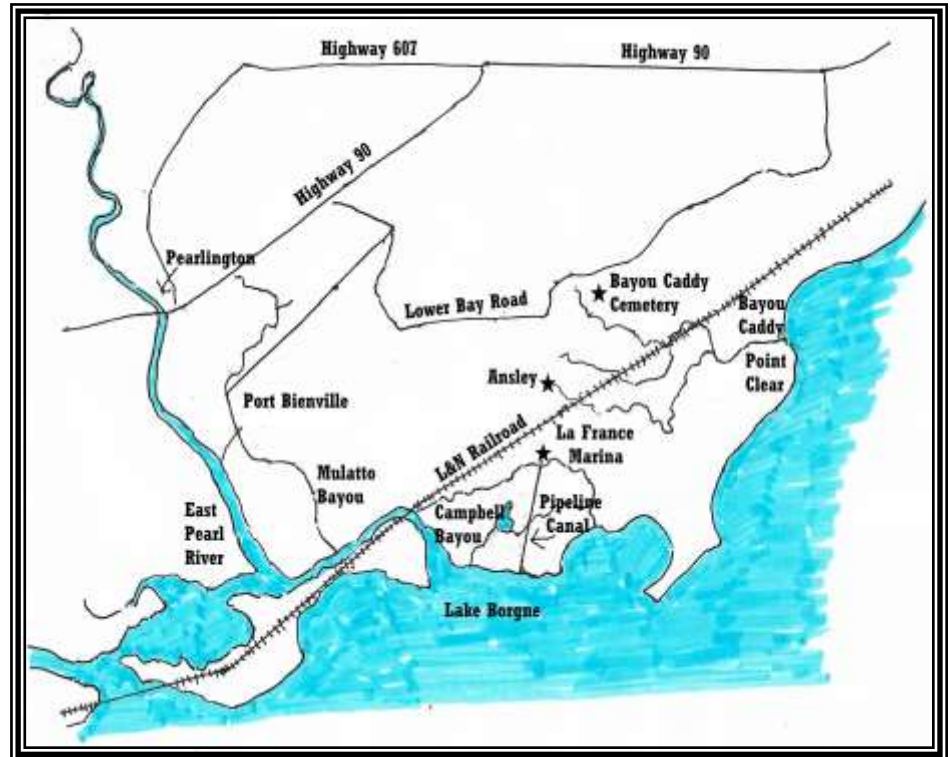 Highway 607
Highway 90
Highway 90
Pearlington
Bayou Caddy
Cemetery
Lower Bay Road
Bayou
Caddy
Point
Clear
Ansley
Port Bienville
La France
Marina
L&N Railroad
Mulatto
Bayou
Campbell
Bayou
Pipeline
Canal
East
Pearl
River
Lake Borgne